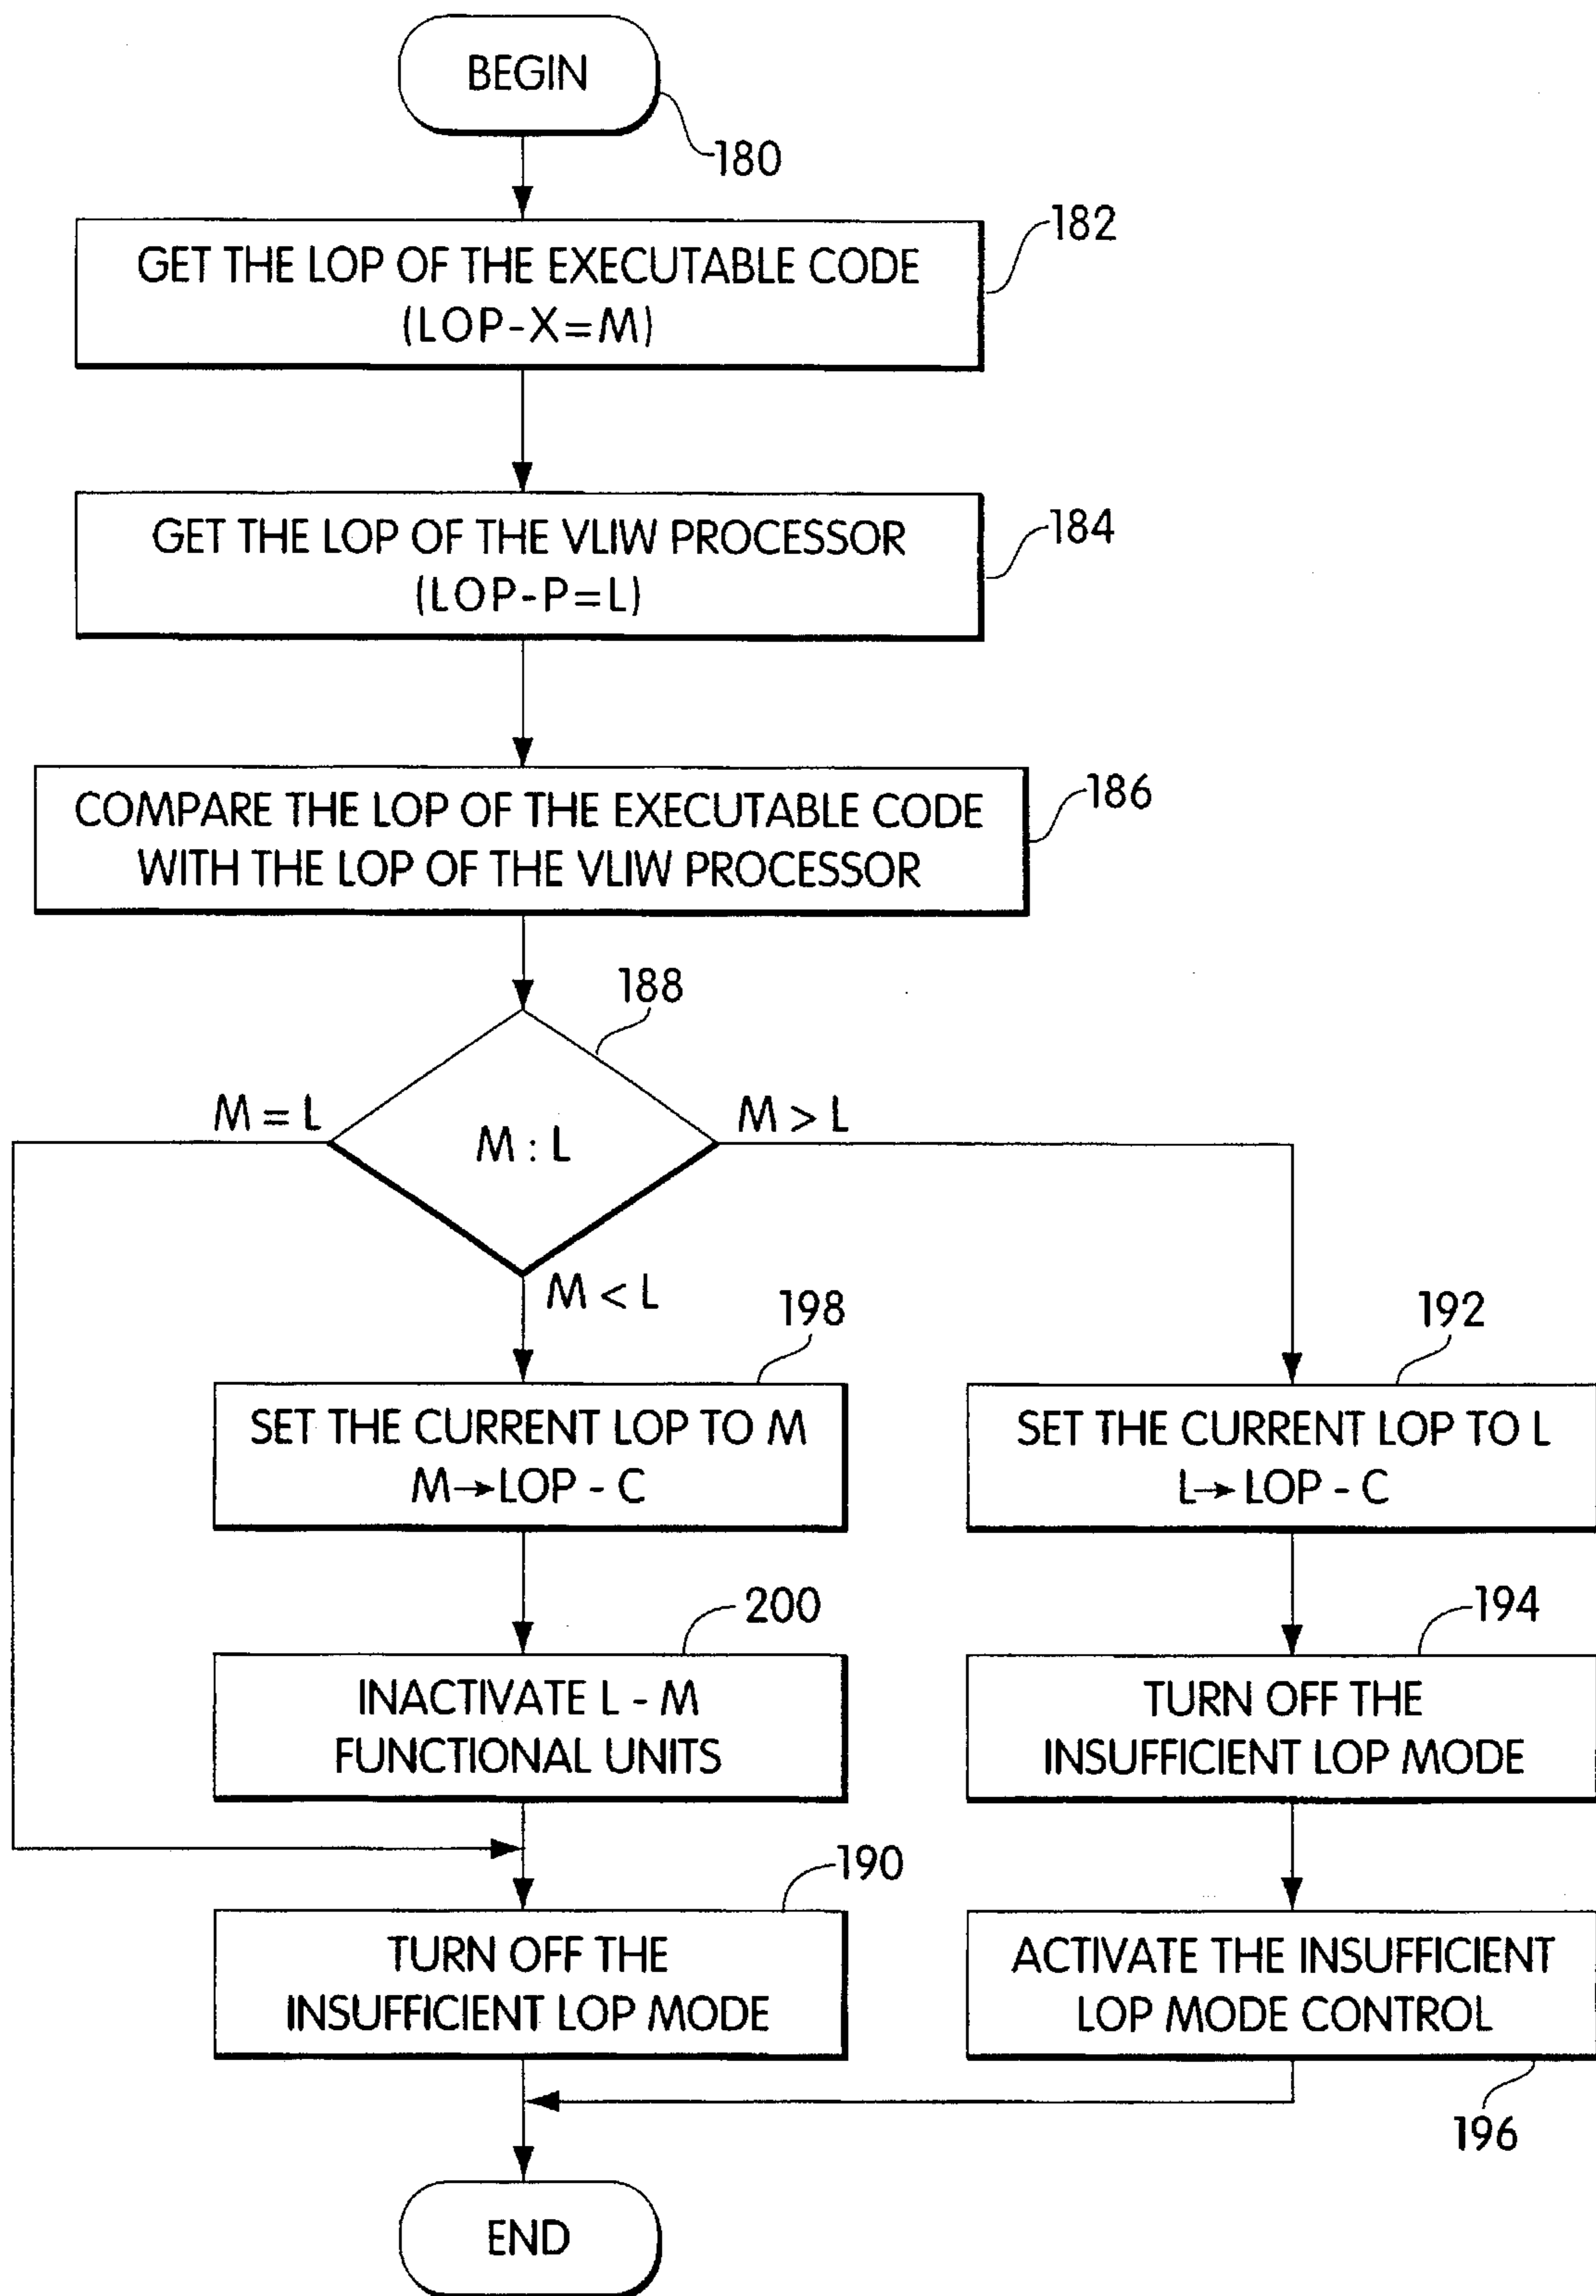 BEGIN
180
GET THE LOP OF THE EXECUTABLE CODE
(LOP-X=M)
182
GET THE LOP OF THE VLIW PROCESSOR
(LOP-P=L)
184
COMPARE THE LOP OF THE EXECUTABLE CODE
WITH THE LOP OF THE VLIW PROCESSOR
186
188
M = L
M : L
M > L
M < L
198
SET THE CURRENT LOP TO M
M→LOP - C
192
SET THE CURRENT LOP TO L
L→ LOP - C
200
INACTIVATE L - M
FUNCTIONAL UNITS
194
TURN OFF THE
INSUFFICIENT LOP MODE
190
TURN OFF THE
INSUFFICIENT LOP MODE
ACTIVATE THE INSUFFICIENT
LOP MODE CONTROL
196
END